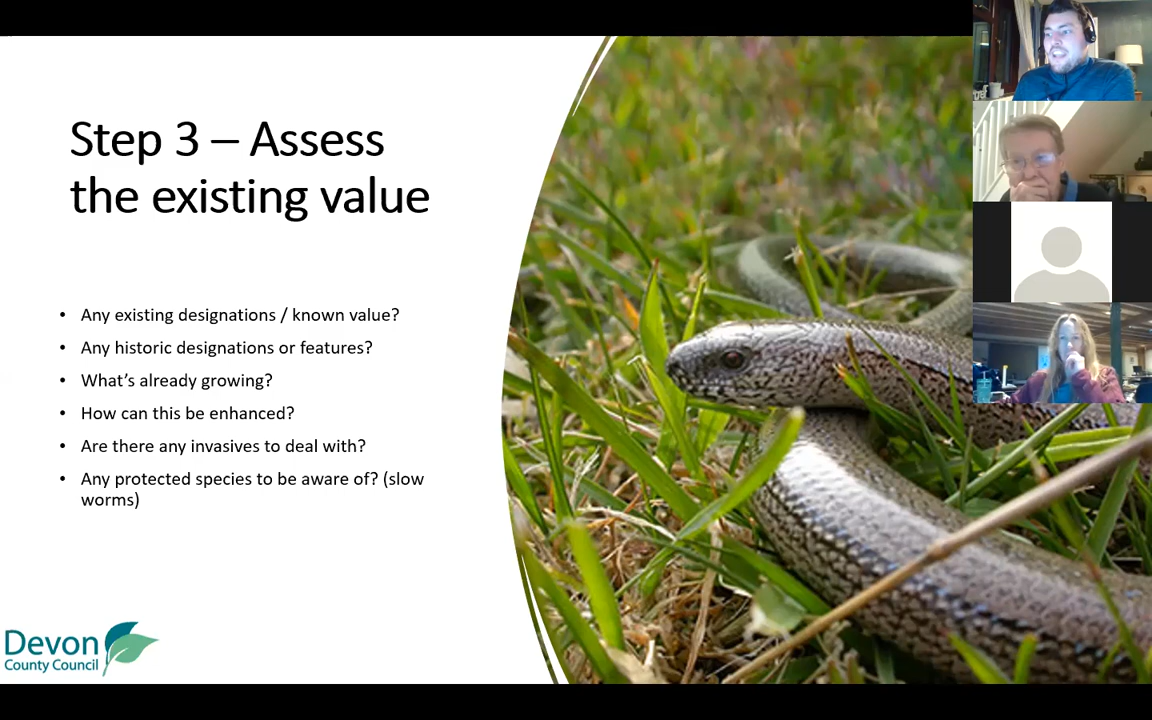 Step 3 – Assess
the existing value
• Any existing designations / known value?
• Any historic designations or features?
• What's already growing?
• How can this be enhanced?
• Are there any invasives to deal with?
• Any protected species to be aware of? (slow
worms)
Devon
County Council